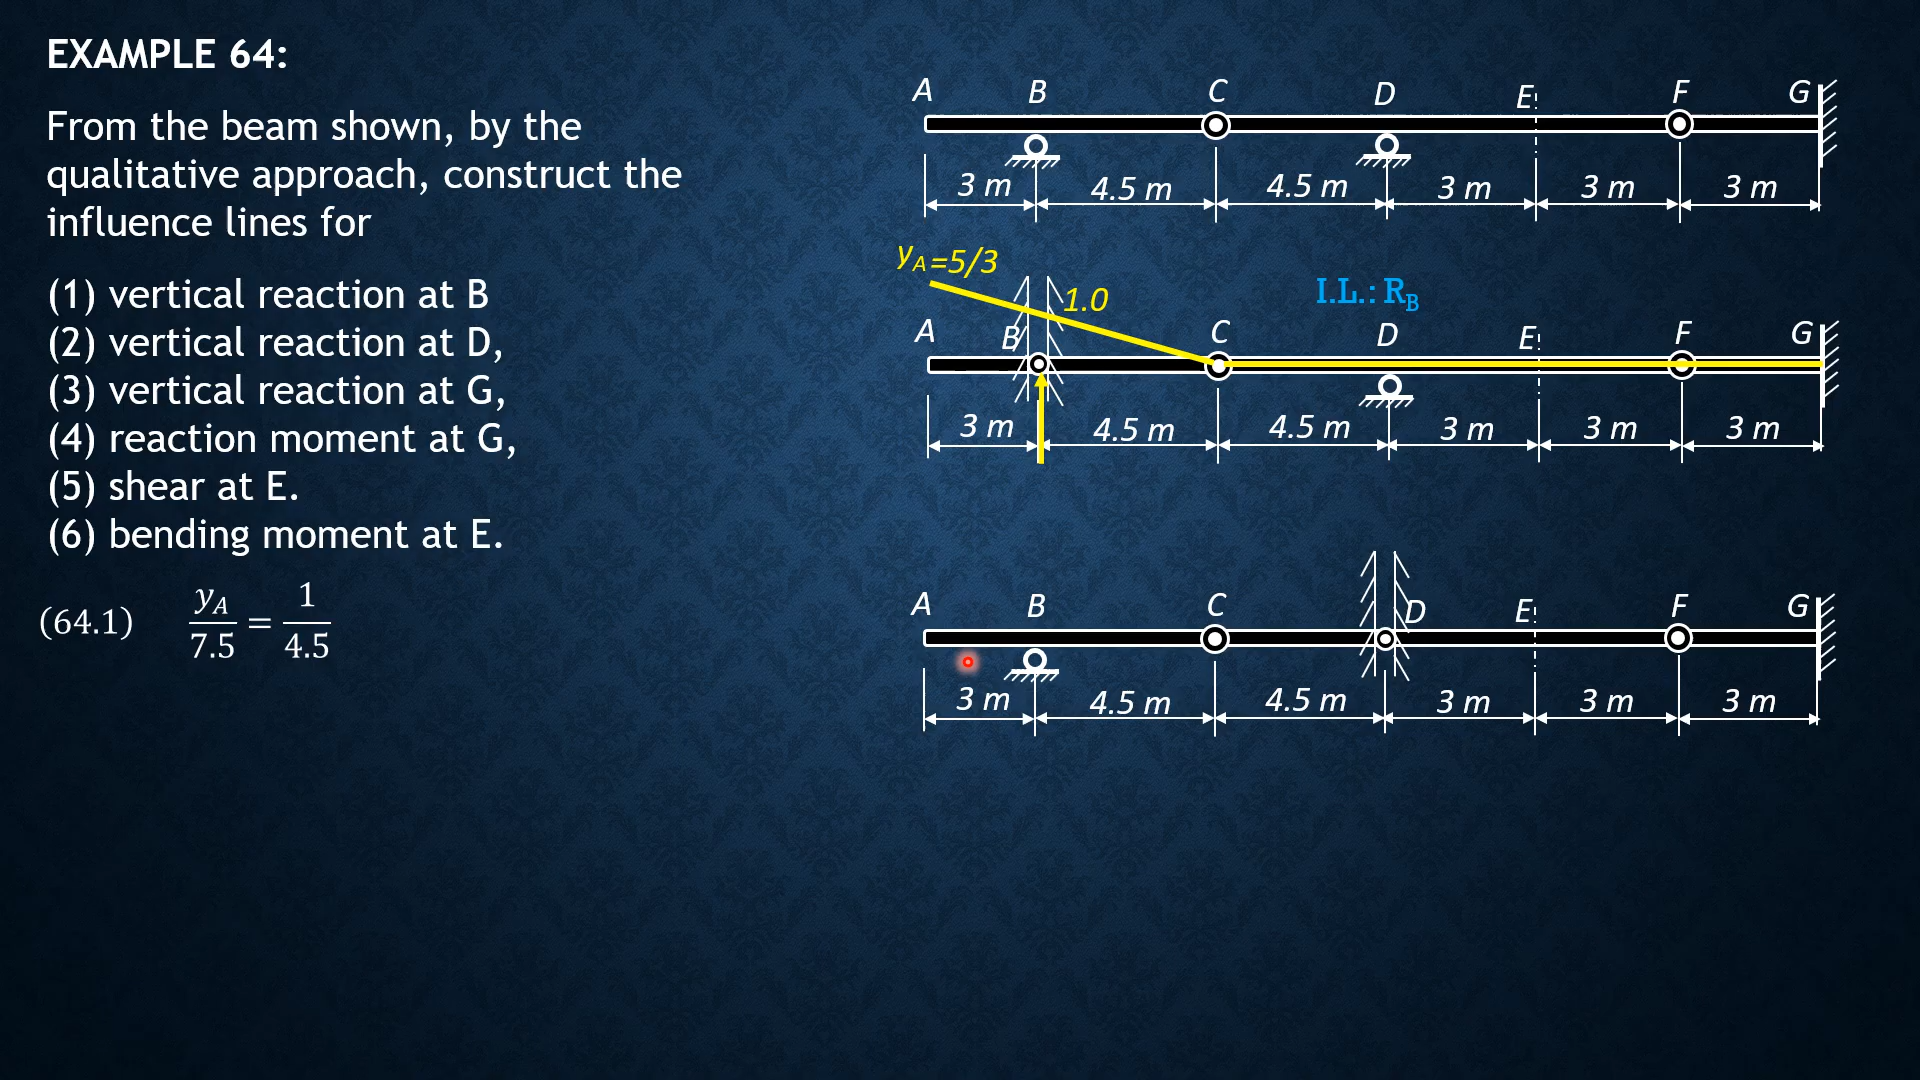 EXAMPLE 64:
From the beam shown, by the
qualitative approach, construct the
influence lines for
(1) vertical reaction at B
(2) vertical reaction at D,
(3) vertical reaction at G,
(4) reaction moment at G,
(5) shear at E.
(6) bending moment at E.
(64.1) y_A/7.5 = 1/4.5
A B C D E F G
3 m 4.5 m 4.5 m 3 m 3 m 3 m
y_A=5/3
1.0
I.L.: R_B
A B C D E F G
3 m 4.5 m 4.5 m 3 m 3 m 3 m
A B C D E F G
3 m 4.5 m 4.5 m 3 m 3 m 3 m